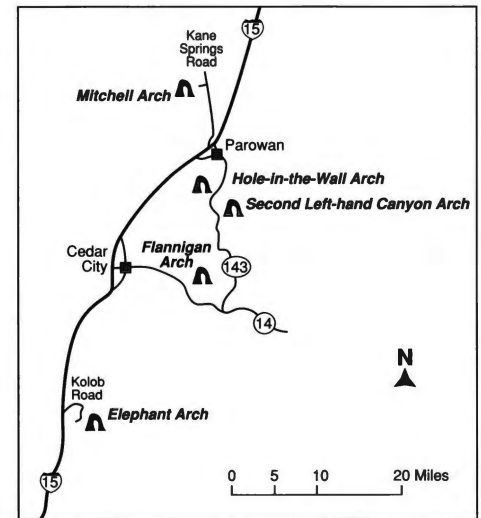 15
Kane
Springs
Road
Mitchell Arch
Parowan
Hole-in-the-Wall Arch
Second Left-hand Canyon Arch
Cedar
City
Flannigan
Arch
143
14
N
Kolob
Road
Elephant Arch
15
0 5 10 20 Miles